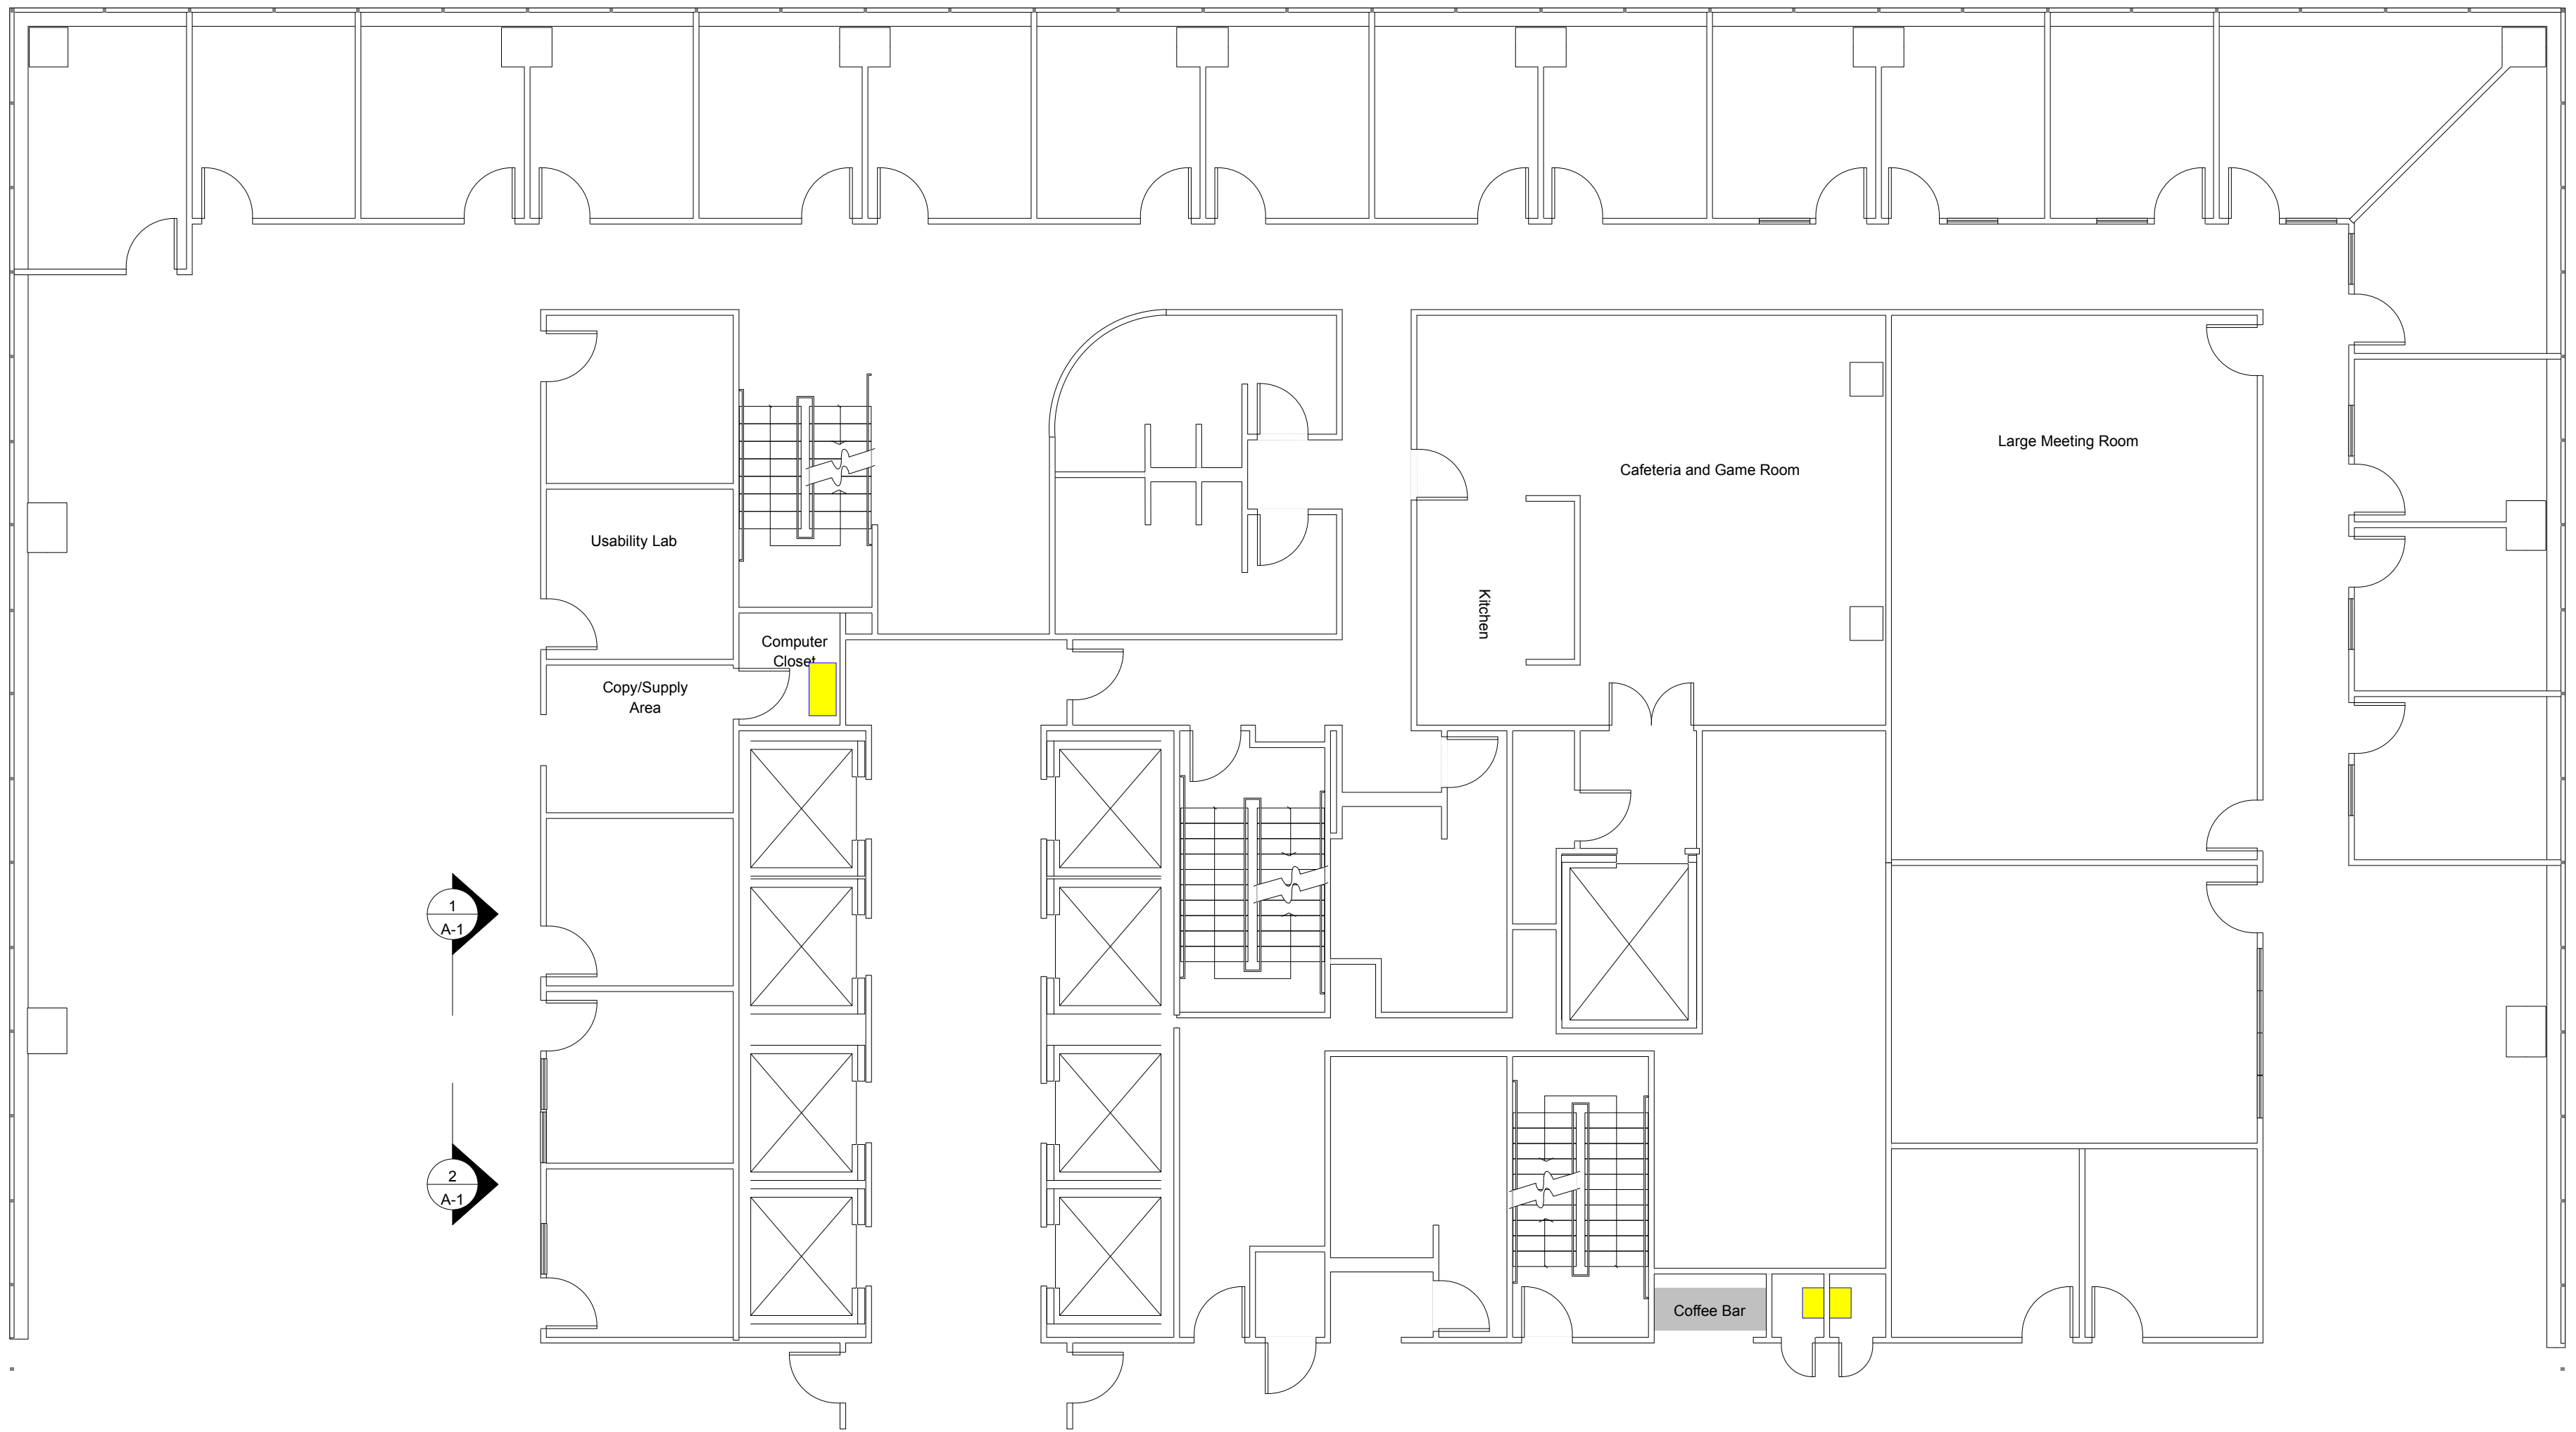 Large Meeting Room
Cafeteria and Game Room
Usability Lab
Kitchen
Computer
Closet
Copy/Supply
Area
1
A-1
2
A-1
Coffee Bar